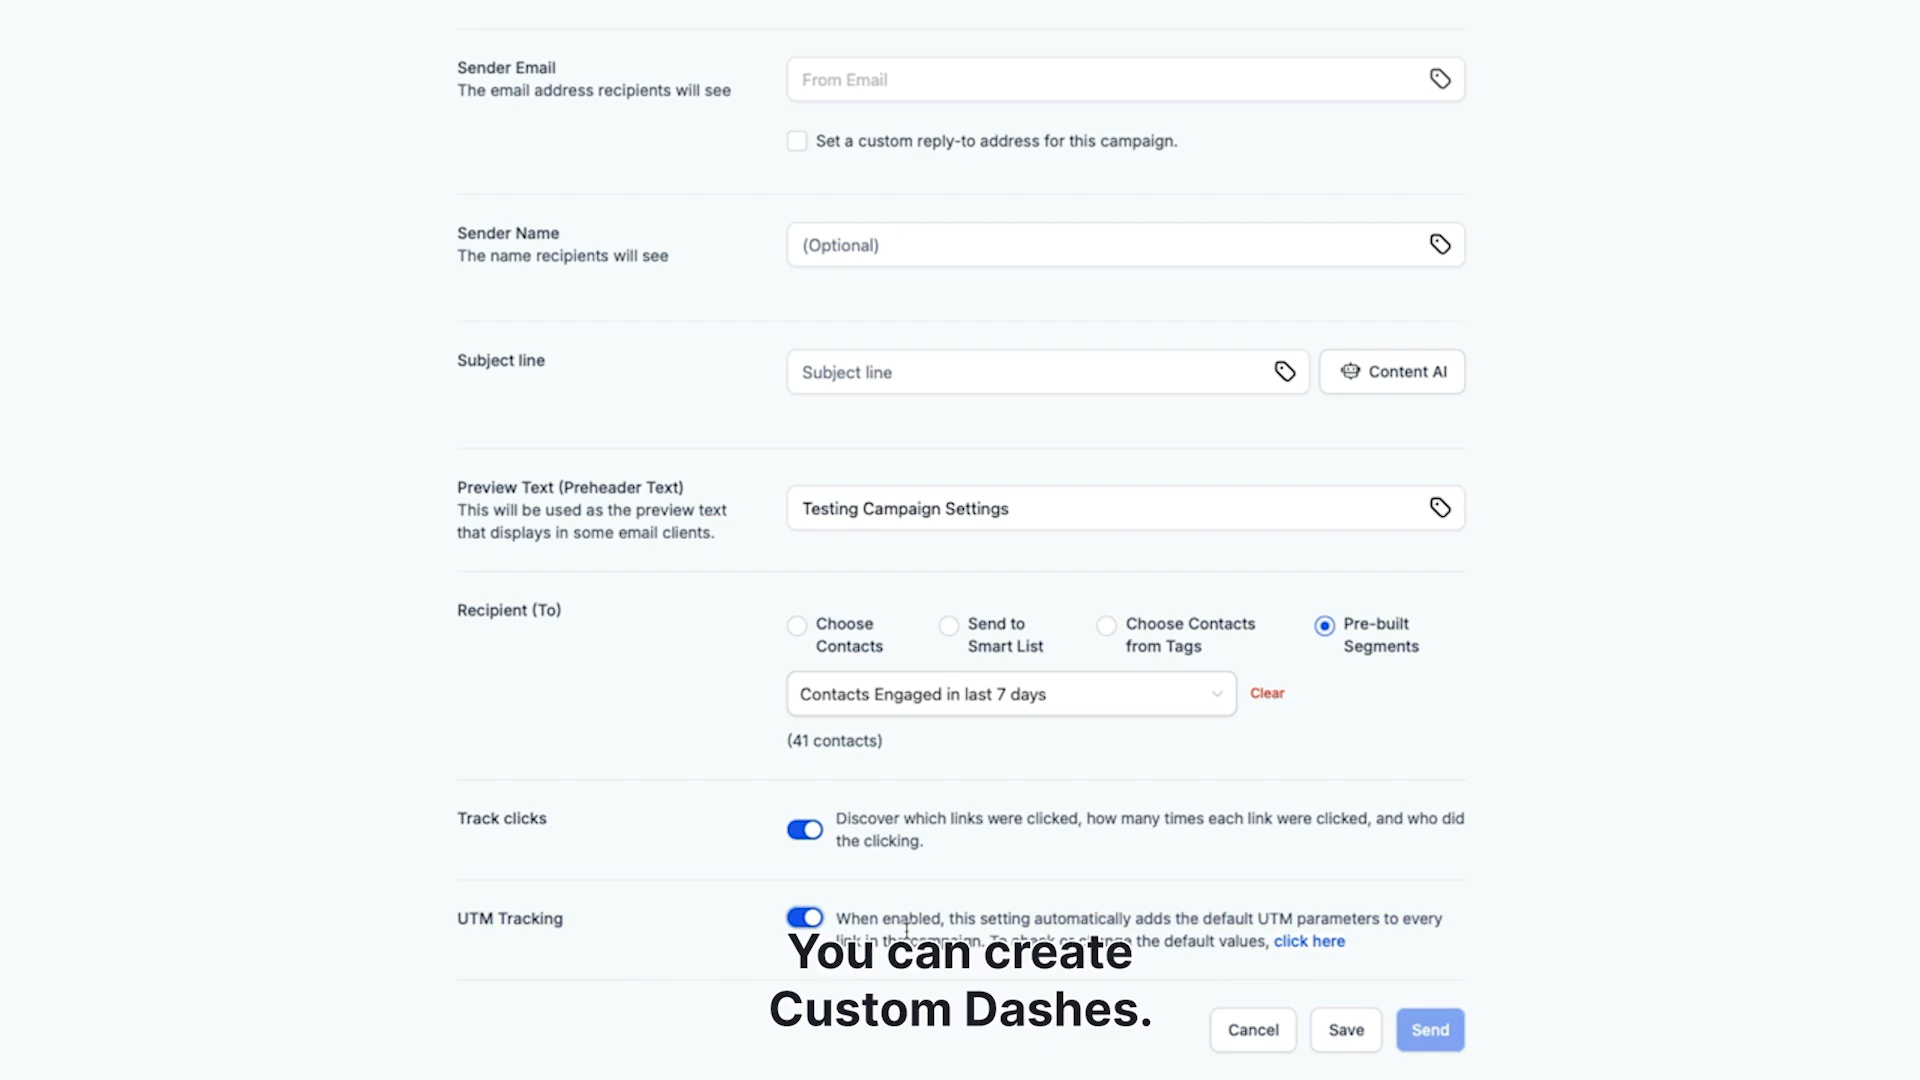 Sender Email
The email address recipients will see
From Email
Set a custom reply-to address for this campaign.
Sender Name
The name recipients will see
(Optional)
Subject line
Subject line
Content AI
Preview Text (Preheader Text)
This will be used as the preview text
that displays in some email clients.
Testing Campaign Settings
Recipient (To)
Choose
Contacts
Send to
Smart List
Choose Contacts
from Tags
Pre-built
Segments
Contacts Engaged in last 7 days
Clear
(41 contacts)
Track clicks
Discover which links were clicked, how many times each link were clicked, and who did
the clicking.
UTM Tracking
When enabled, this setting automatically adds the default UTM parameters to every
link in the campaign. To check or change the default values, click here
You can create
Custom Dashes.
Cancel
Save
Send